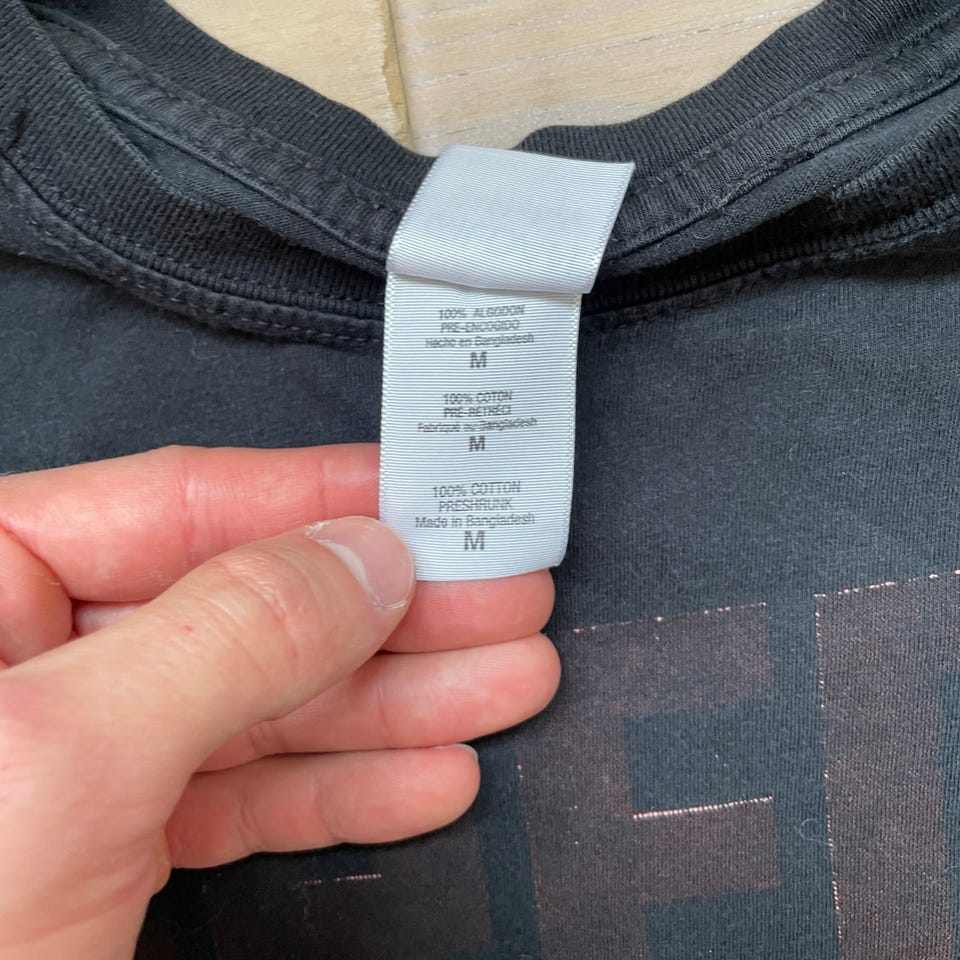 100% ALGODON
PRE-ENCOGIDO
Hecho en Bangladesh
M
100% COTON
PRÉ-RÉTRÉCI
Fabriqué au Bangladesh
M
100% COTTON
PRESHRUNK
Made in Bangladesh
M